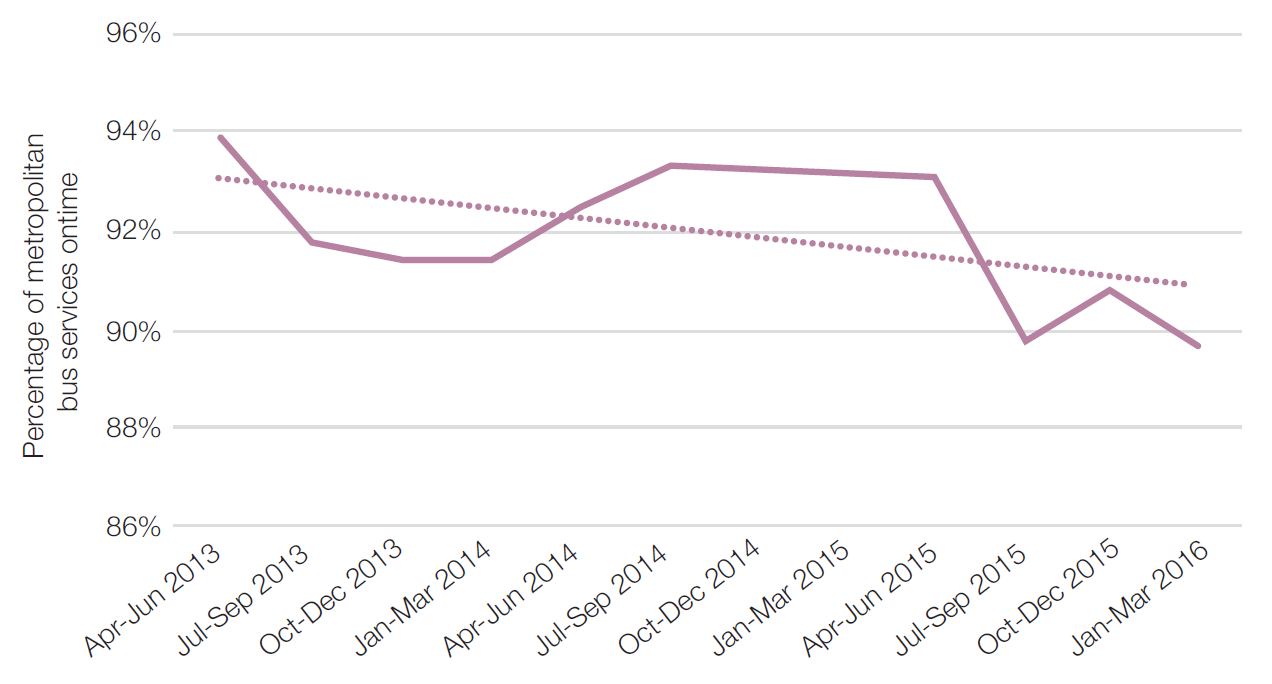 96%
94%
92%
90%
88%
86%
Percentage of metropolitan
bus services ontime
Apr-Jun 2013
Jul-Sep 2013
Oct-Dec 2013
Jan-Mar 2014
Apr-Jun 2014
Jul-Sep 2014
Oct-Dec 2014
Jan-Mar 2015
Apr-Jun 2015
Jul-Sep 2015
Oct-Dec 2015
Jan-Mar 2016